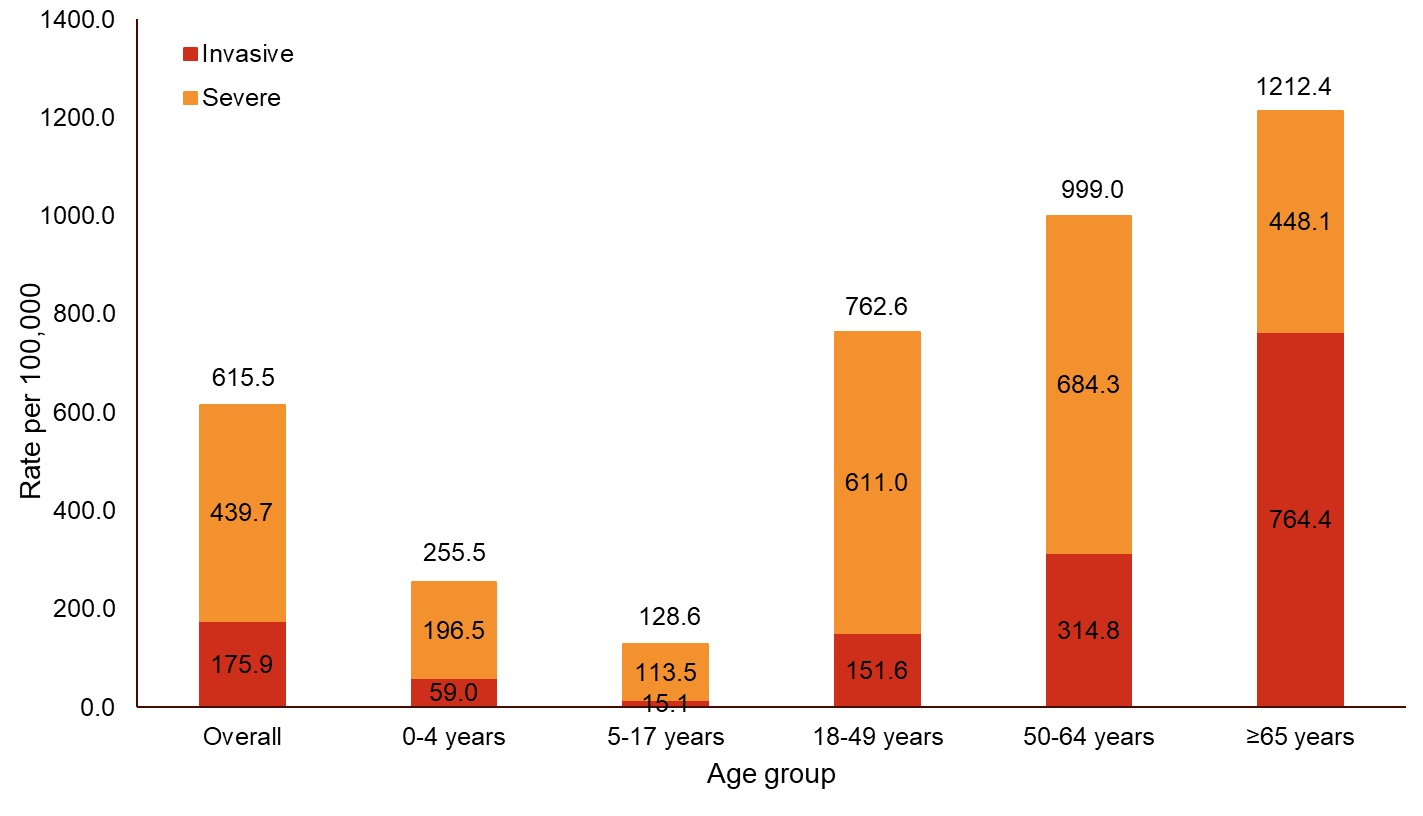 1400.0
1200.0
1000.0
800.0
600.0
400.0
200.0
0.0
Rate per 100,000
Invasive
Severe
615.5
439.7
175.9
255.5
196.5
59.0
128.6
113.5
15.1
762.6
611.0
151.6
999.0
684.3
314.8
1212.4
448.1
764.4
Overall
0-4 years
5-17 years
18-49 years
50-64 years
≥65 years
Age group